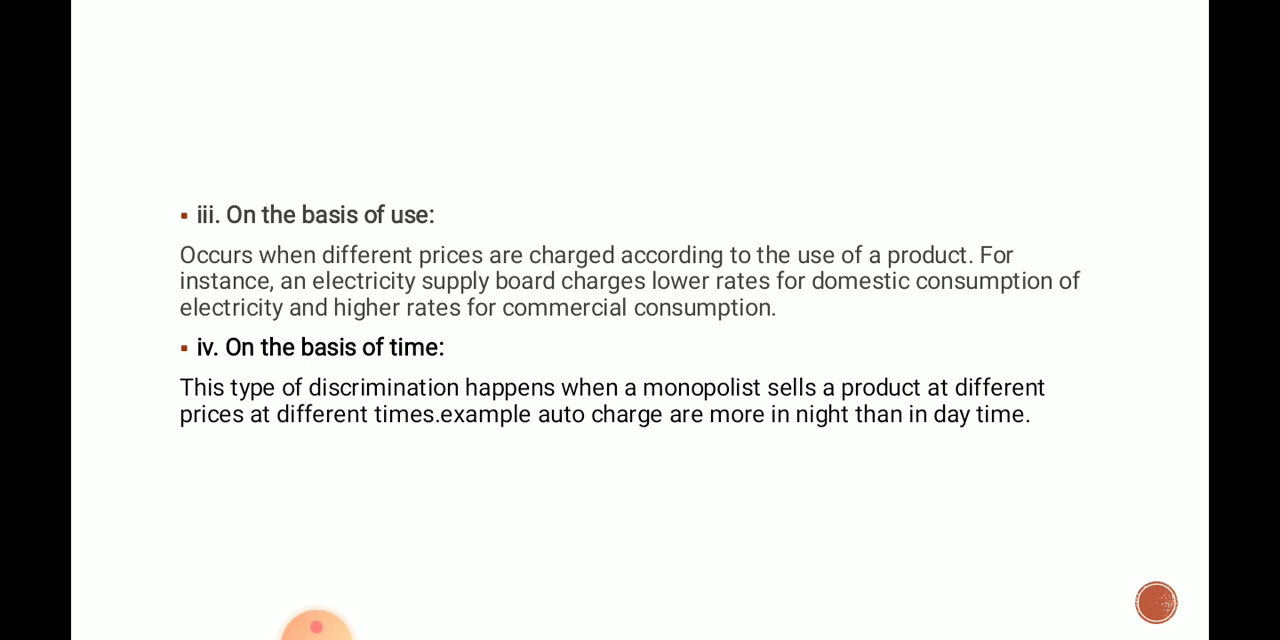 ▪ iii. On the basis of use:
Occurs when different prices are charged according to the use of a product. For
instance, an electricity supply board charges lower rates for domestic consumption of
electricity and higher rates for commercial consumption.
▪ iv. On the basis of time:
This type of discrimination happens when a monopolist sells a product at different
prices at different times.example auto charge are more in night than in day time.